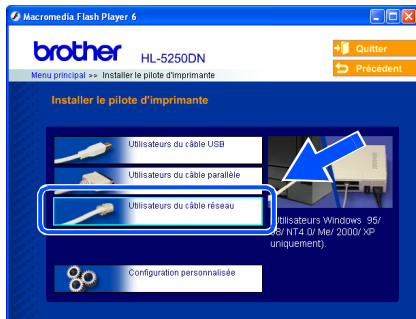 Macromedia Flash Player 6
brother
HL-5250DN
Quitter
Précédent
Menu principal »» Installer le pilote d'imprimante
Installer le pilote d'imprimante
Utilisateurs du câble USB
Utilisateurs du câble parallèle
Utilisateurs du câble réseau
Utilisateurs Windows 95/
98/ NT4.0/ Me/ 2000/ XP
uniquement).
Configuration personnalisée